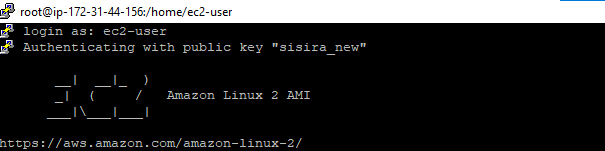 root@ip-172-31-44-156:/home/ec2-user
login as: ec2-user
Authenticating with public key "sisira_new"
__|  __|_  )
_|  (     /   Amazon Linux 2 AMI
___|\___|___|
https://aws.amazon.com/amazon-linux-2/